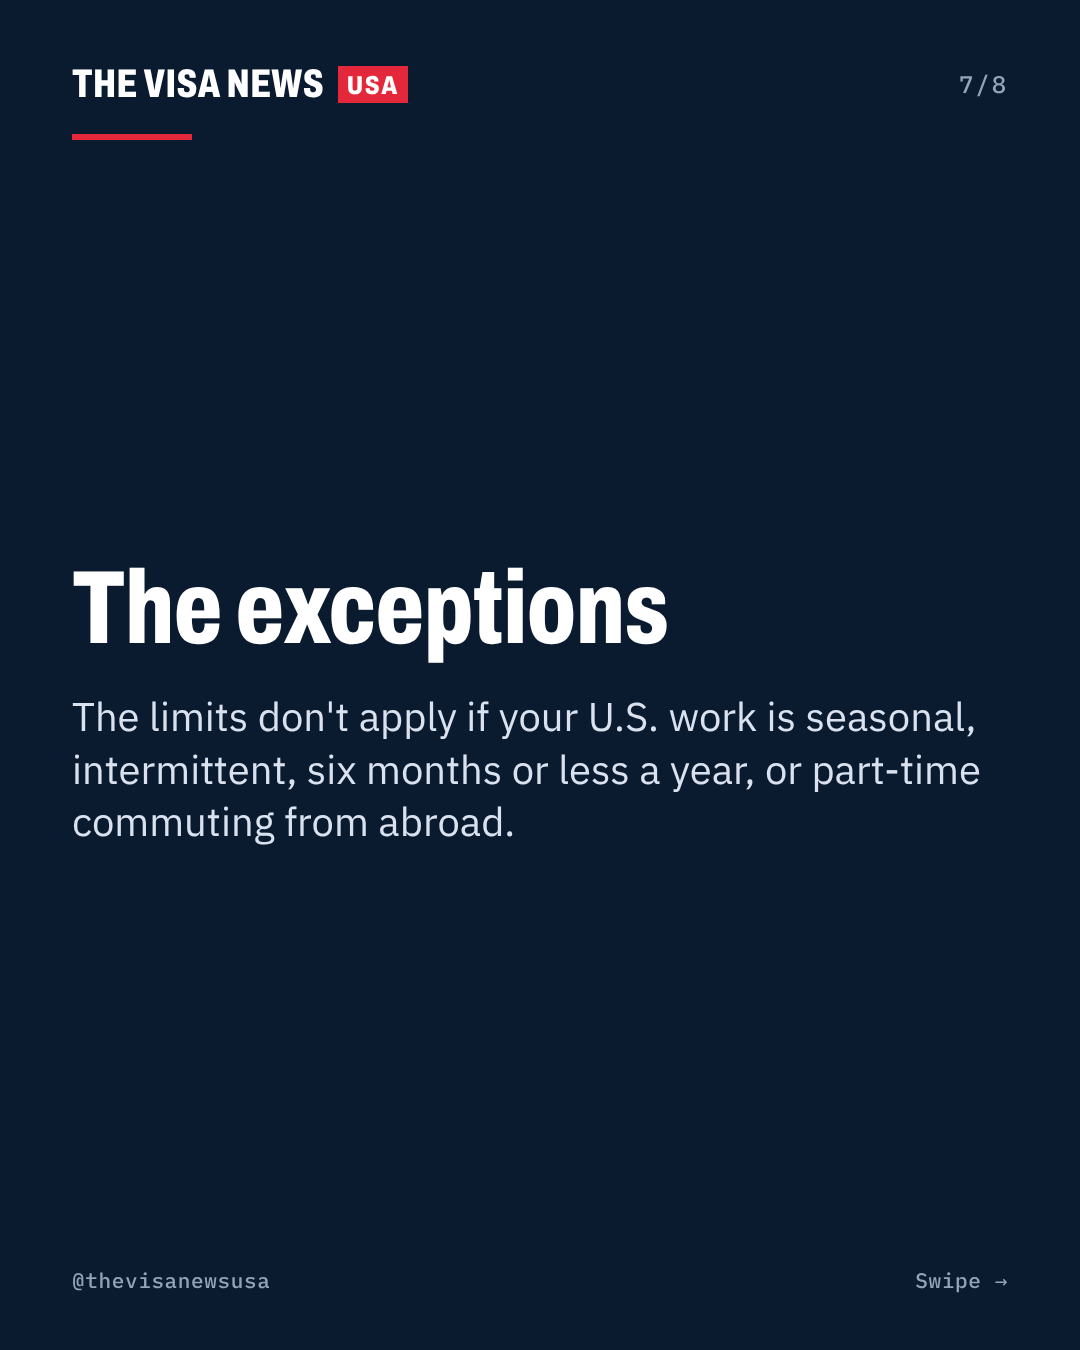 THE VISA NEWS USA
7/8
The exceptions
The limits don't apply if your U.S. work is seasonal,
intermittent, six months or less a year, or part-time
commuting from abroad.
@thevisanewsusa
Swipe →